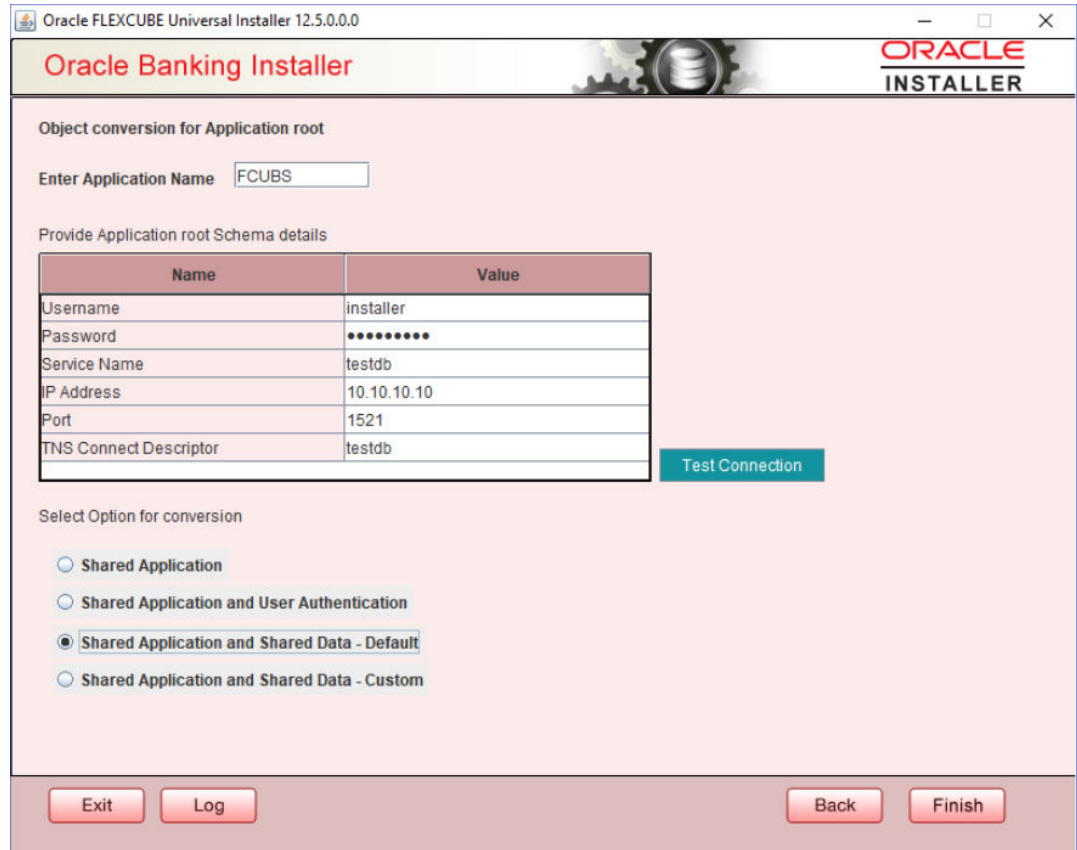 Oracle FLEXCUBE Universal Installer 12.5.0.0.0
Oracle Banking Installer
ORACLE
INSTALLER
Object conversion for Application root
Enter Application Name FCUBS
Provide Application root Schema details
Name Value
Username installer
Password •••••••••
Service Name testdb
IP Address 10.10.10.10
Port 1521
TNS Connect Descriptor testdb
Test Connection
Select Option for conversion
Shared Application
Shared Application and User Authentication
Shared Application and Shared Data - Default
Shared Application and Shared Data - Custom
Exit Log Back Finish